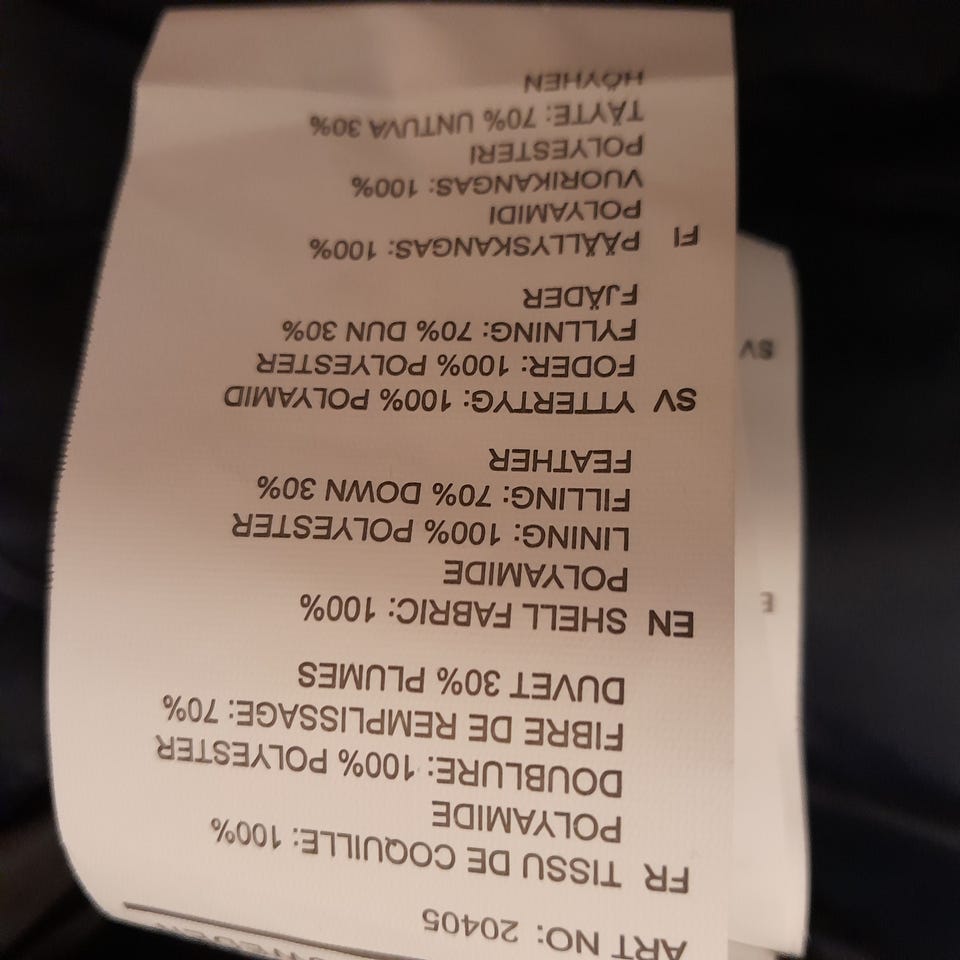 ART NO: 20405
FR TISSU DE COQUILLE: 100%
POLYAMIDE
DOUBLURE: 100% POLYESTER
FIBRE DE REMPLISSAGE: 70%
DUVET 30% PLUMES
EN SHELL FABRIC: 100%
POLYAMIDE
LINING: 100% POLYESTER
FILLING: 70% DOWN 30%
FEATHER
SV YTTERTYG: 100% POLYAMID
FODER: 100% POLYESTER
FYLLNING: 70% DUN 30%
FJÄDER
FI PÄÄLLYSKANGAS: 100%
POLYAMIDI
VUORIKANGAS: 100%
POLYESTERI
TÄYTE: 70% UNTUVA 30%
HÖYHEN
E
SV